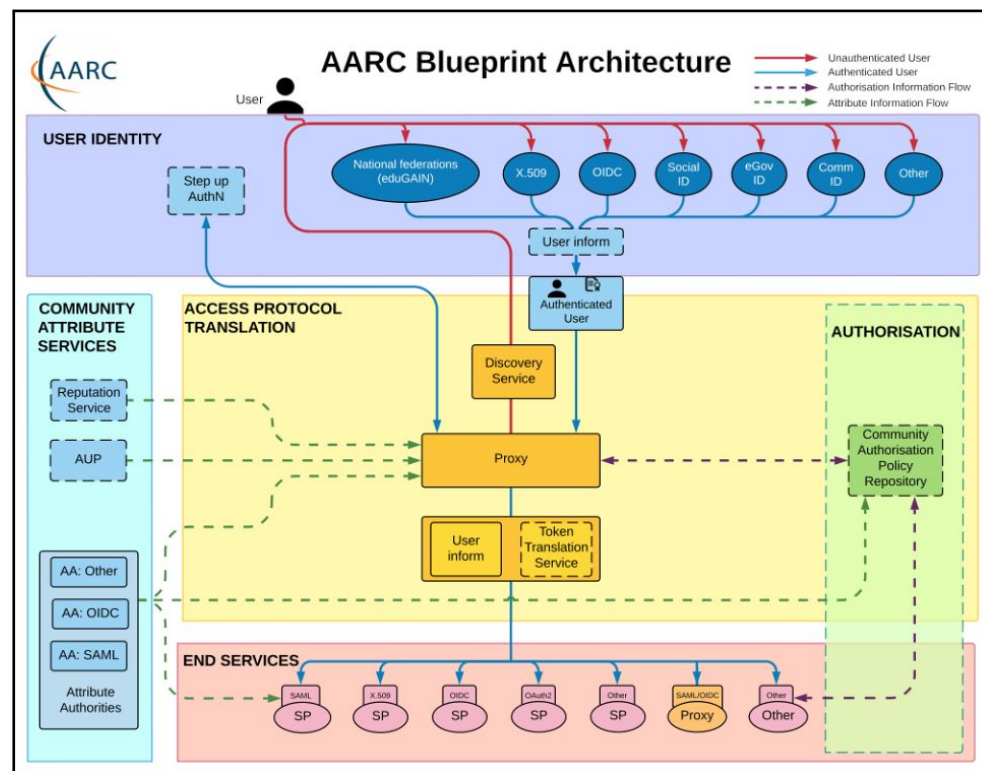 AARC
AARC Blueprint Architecture
Unauthenticated User
Authenticated User
Authorisation Information Flow
Attribute Information Flow
User
USER IDENTITY
National federations
(eduGAIN)
X.509
OIDC
Social
ID
eGov
ID
Comm
ID
Other
Step up
AuthN
User inform
Authenticated
User
COMMUNITY
ATTRIBUTE
SERVICES
ACCESS PROTOCOL
TRANSLATION
AUTHORISATION
Discovery
Service
Reputation
Service
AUP
Proxy
Community
Authorisation
Policy
Repository
User
inform
Token
Translation
Service
AA: Other
AA: OIDC
AA: SAML
Attribute
Authorities
END SERVICES
SAML
SP
X.509
SP
OIDC
SP
OAuth2
SP
Other
SP
SAML/OIDC
Proxy
Other
Other